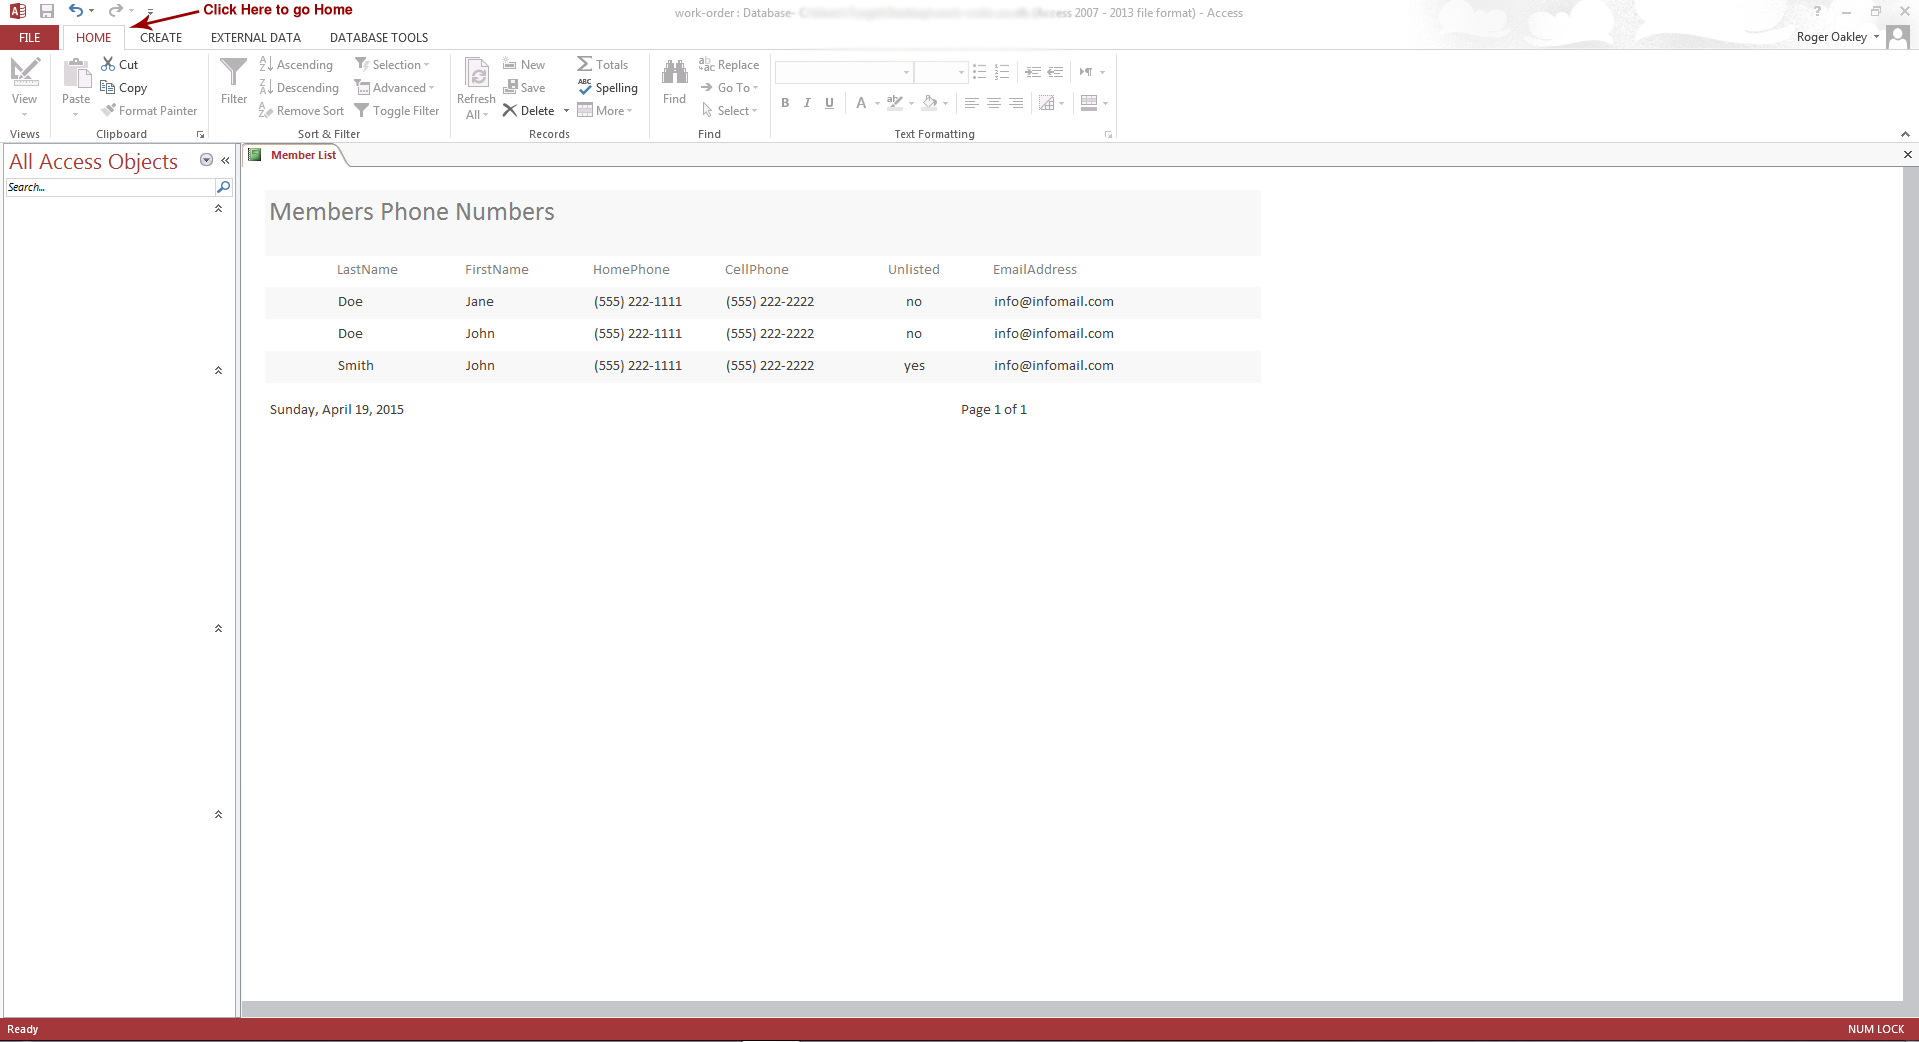 Click Here to go Home
work-order : Database- 2007 - 2013 file format) - Access
FILE HOME CREATE EXTERNAL DATA DATABASE TOOLS
Roger Oakley
View
Views
Paste
Cut
Copy
Format Painter
Clipboard
Filter
Ascending
Descending
Remove Sort
Selection
Advanced
Toggle Filter
Sort & Filter
Refresh
All
New
Save
Delete
Totals
Spelling
More
Records
Find
Replace
Go To
Select
Find
B I U A
Text Formatting
All Access Objects
Search...
Member List
Members Phone Numbers
LastName FirstName HomePhone CellPhone Unlisted EmailAddress
Doe Jane (555) 222-1111 (555) 222-2222 no info@infomail.com
Doe John (555) 222-1111 (555) 222-2222 no info@infomail.com
Smith John (555) 222-1111 (555) 222-2222 yes info@infomail.com
Sunday, April 19, 2015 Page 1 of 1
Ready NUM LOCK